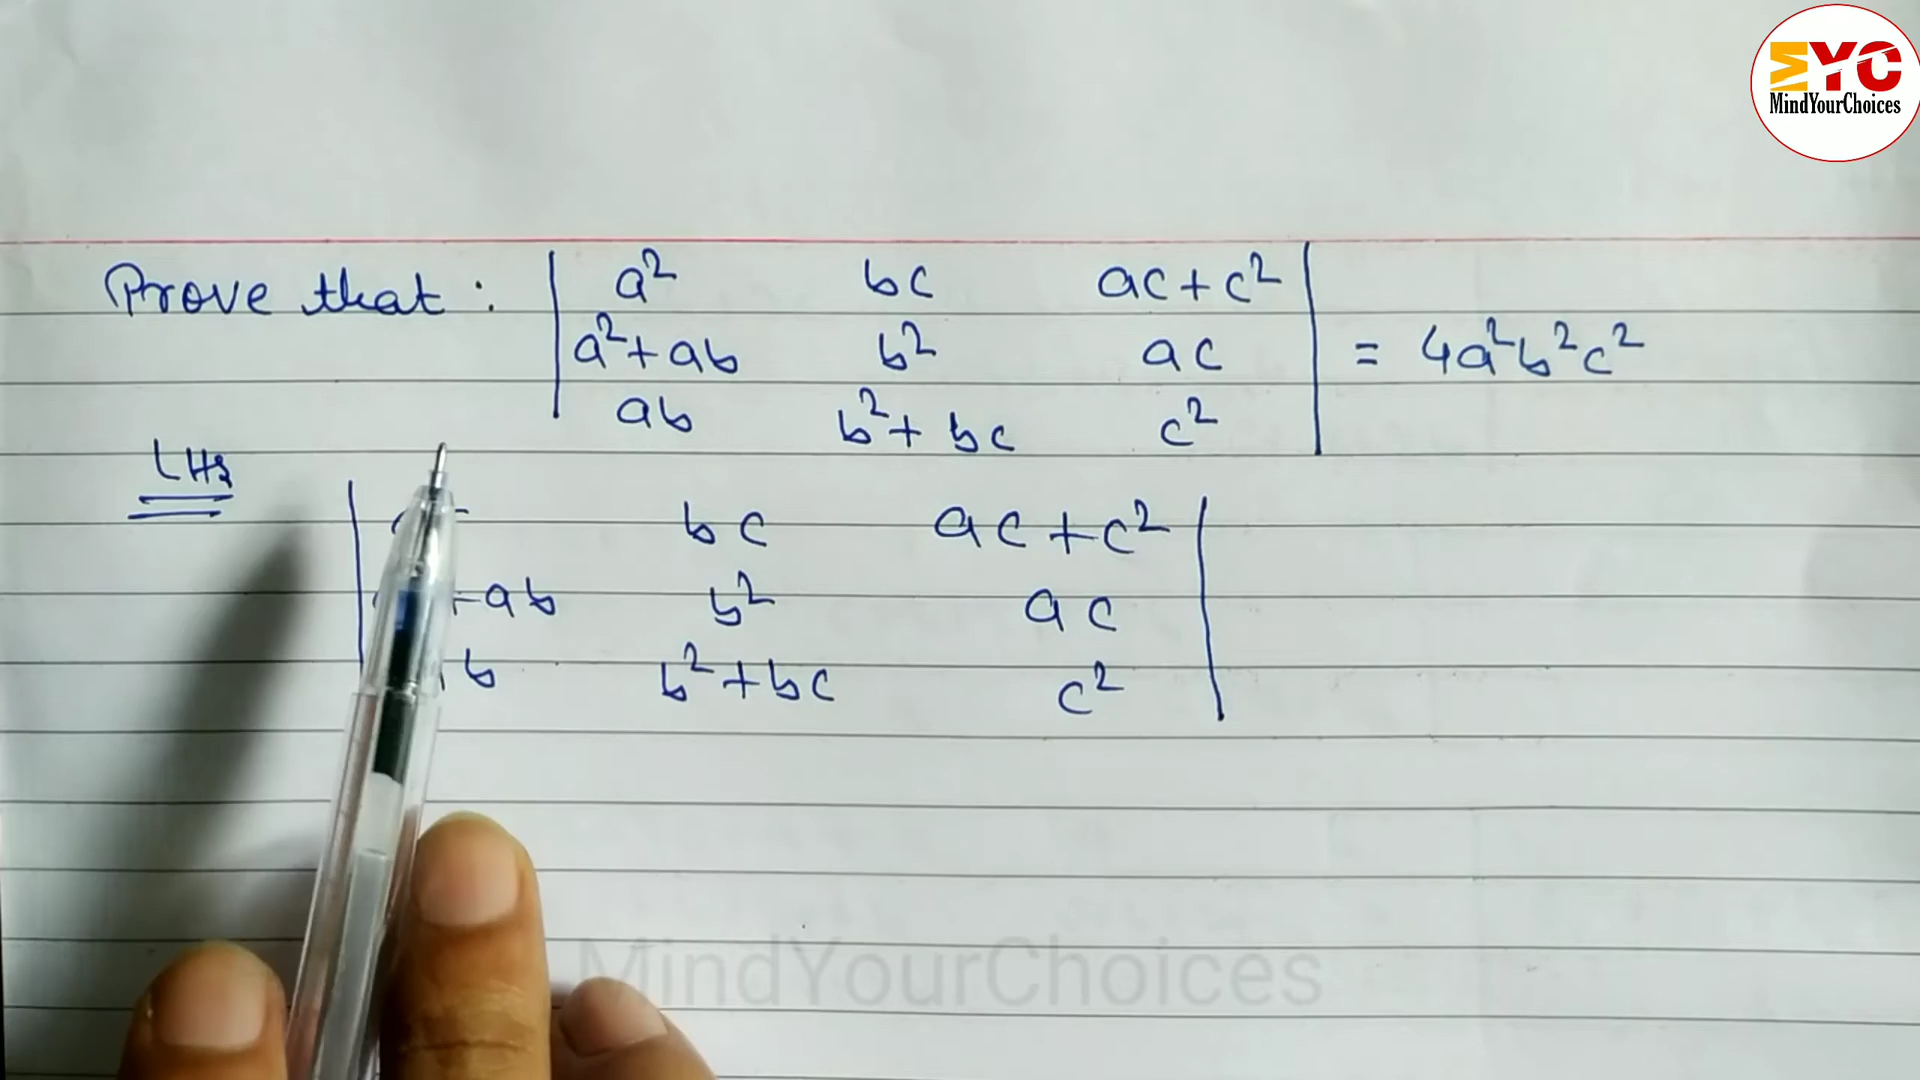 MYC
MindYourChoices
Prove that : | a² bc ac + c² |
| a² + ab b² ac | = 4a²b²c²
| ab b² + bc c² |
LHS
| bc ac + c² |
+ ab b² ac
b b² + bc c² |
MindYourChoices